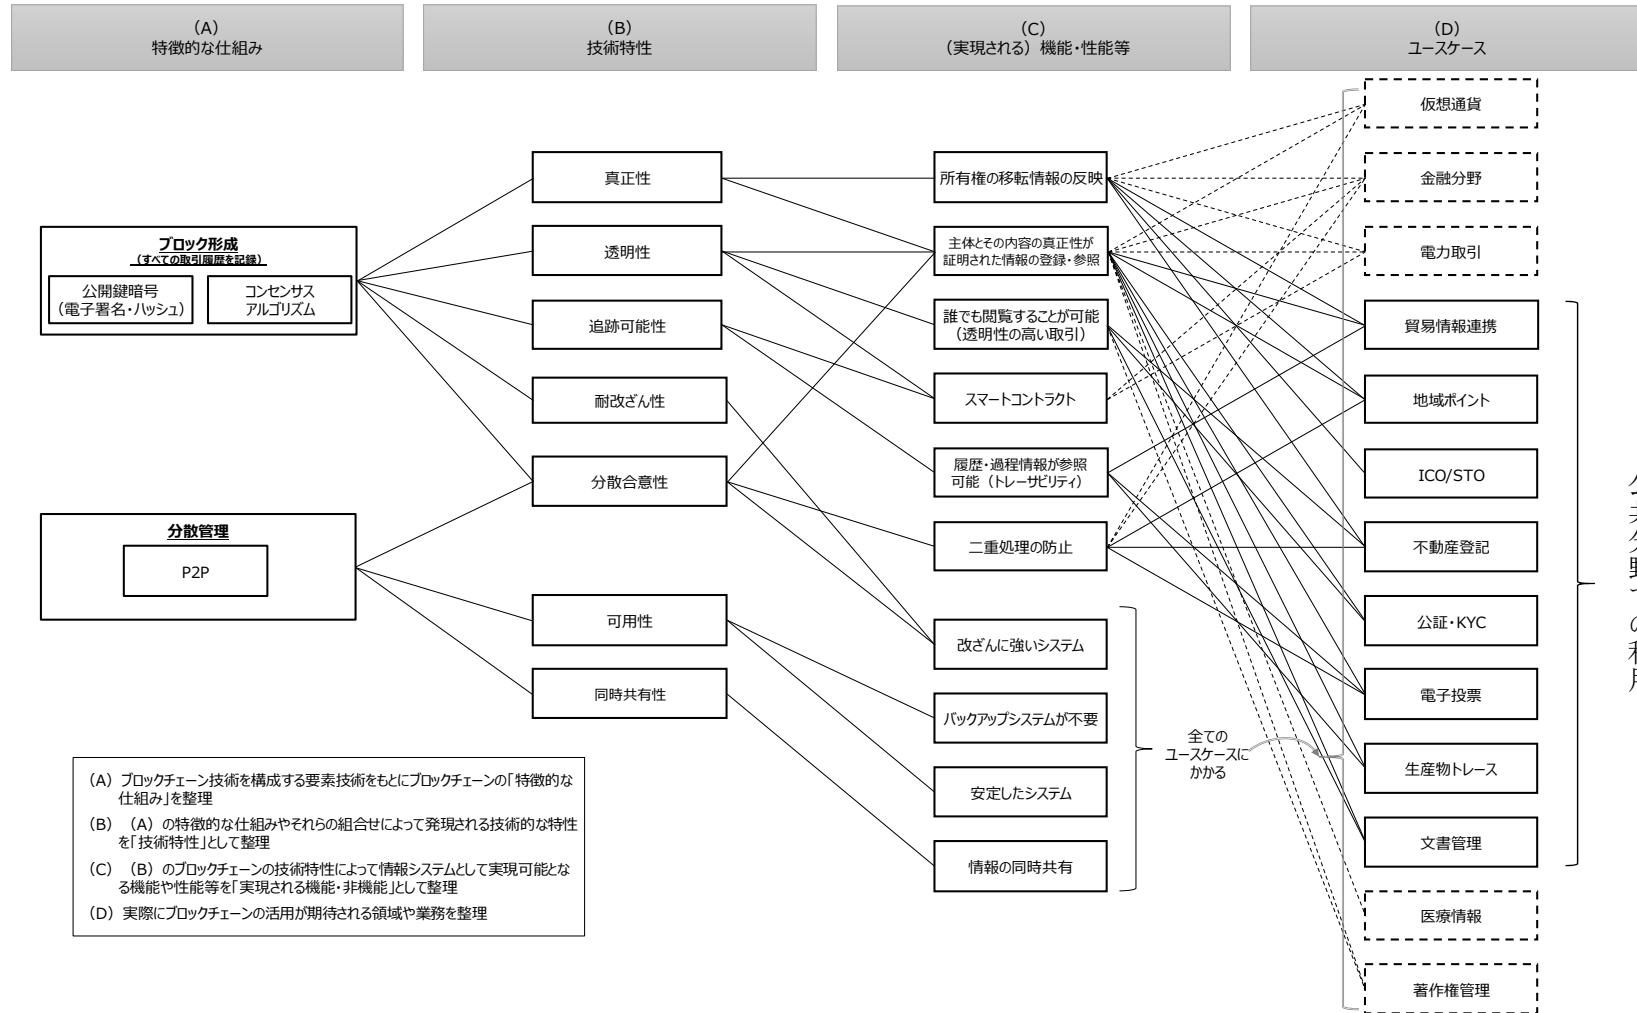 （A）
特徴的な仕組み
（B）
技術特性
（C）
（実現される）機能・性能等
（D）
ユースケース
ブロック形成
（すべての取引履歴を記録）
公開鍵暗号
（電子署名・ハッシュ）
コンセンサス
アルゴリズム
分散管理
P2P
真正性
透明性
追跡可能性
耐改ざん性
分散合意性
可用性
同時共有性
所有権の移転情報の反映
主体とその内容の真正性が
証明された情報の登録・参照
誰でも閲覧することが可能
（透明性の高い取引）
スマートコントラクト
履歴・過程情報が参照
可能（トレーサビリティ）
二重処理の防止
改ざんに強いシステム
バックアップシステムが不要
安定したシステム
情報の同時共有
全ての
ユースケースに
かかる
仮想通貨
金融分野
電力取引
貿易情報連携
地域ポイント
ICO/STO
不動産登記
公証・KYC
電子投票
生産物トレース
文書管理
医療情報
著作権管理
（A）ブロックチェーン技術を構成する要素技術をもとにブロックチェーンの「特徴的な
仕組み」を整理
（B）（A）の特徴的な仕組みやそれらの組合せによって発現される技術的な特性
を「技術特性」として整理
（C）（B）のブロックチェーンの技術特性によって情報システムとして実現可能とな
る機能や性能等を「実現される機能・非機能」として整理
（D）実際にブロックチェーンの活用が期待される領域や業務を整理